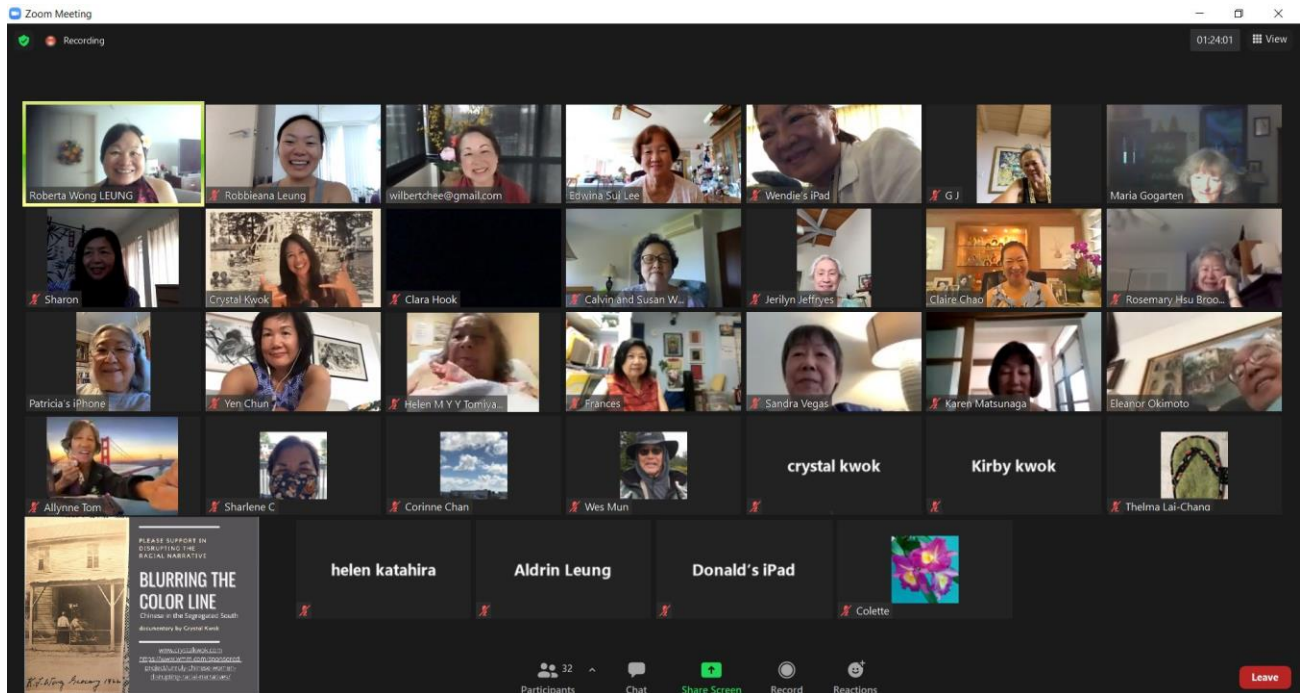 Zoom Meeting
Recording
01:24:01
View
Roberta Wong LEUNG
Robbieana Leung
wilbertchee@gmail.com
Edwina Sui Lee
Wendie's iPad
G J
Maria Gogarten
Sharon
Crystal Kwok
Clara Hook
Calvin and Susan W...
Jerilyn Jeffryes
Claire Chao
Rosemary Hsu Broo...
Patricia's iPhone
Yen Chun
Helen M Y Y Tomiya...
Frances
Sandra Vegas
Karen Matsunaga
Eleanor Okimoto
Allynne Tom
Sharlene C
Corinne Chan
Wes Mun
crystal kwok
Kirby kwok
Thelma Lai-Chang
PLEASE SUPPORT IN
DISRUPTING THE
RACIAL NARRATIVE
BLURRING THE
COLOR LINE
Chinese in the Segregated South
documentary by Crystal Kwok
www.crystalkwok.com
helen katahira
Aldrin Leung
Donald's iPad
Colette
Participants
32
Chat
Share Screen
Record
Reactions
Leave